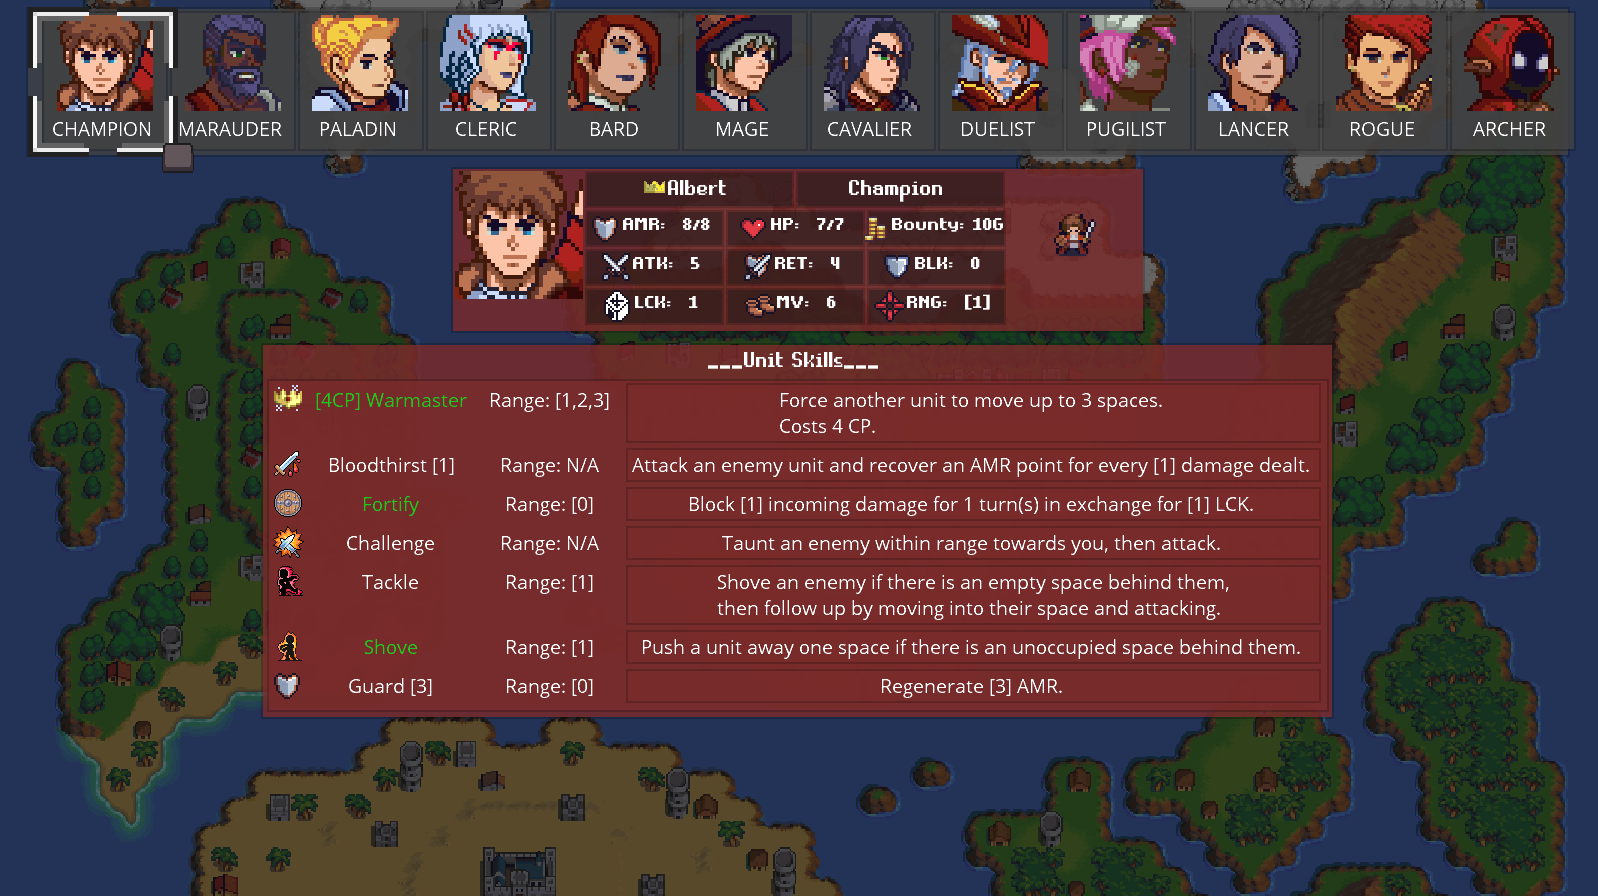 CHAMPION MARAUDER PALADIN CLERIC BARD MAGE CAVALIER DUELIST PUGILIST LANCER ROGUE ARCHER
Albert Champion
AMR: 8/8 HP: 7/7 Bounty: 10G
ATK: 5 RET: 4 BLK: 0
LCK: 1 MV: 6 RNG: [1]
___Unit Skills___
[4CP] Warmaster Range: [1,2,3] Force another unit to move up to 3 spaces.
Costs 4 CP.
Bloodthirst [1] Range: N/A Attack an enemy unit and recover an AMR point for every [1] damage dealt.
Fortify Range: [0] Block [1] incoming damage for 1 turn(s) in exchange for [1] LCK.
Challenge Range: N/A Taunt an enemy within range towards you, then attack.
Tackle Range: [1] Shove an enemy if there is an empty space behind them,
then follow up by moving into their space and attacking.
Shove Range: [1] Push a unit away one space if there is an unoccupied space behind them.
Guard [3] Range: [0] Regenerate [3] AMR.